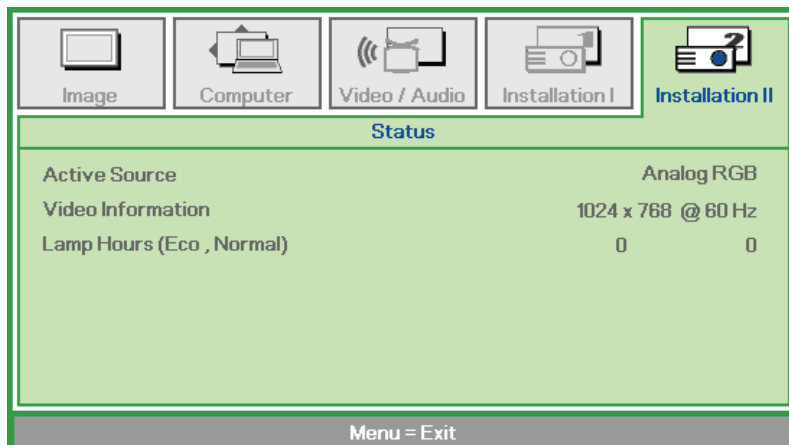 Image Computer Video / Audio Installation I Installation II
Status
Active Source Analog RGB
Video Information 1024 x 768 @ 60 Hz
Lamp Hours (Eco , Normal) 0 0
Menu = Exit